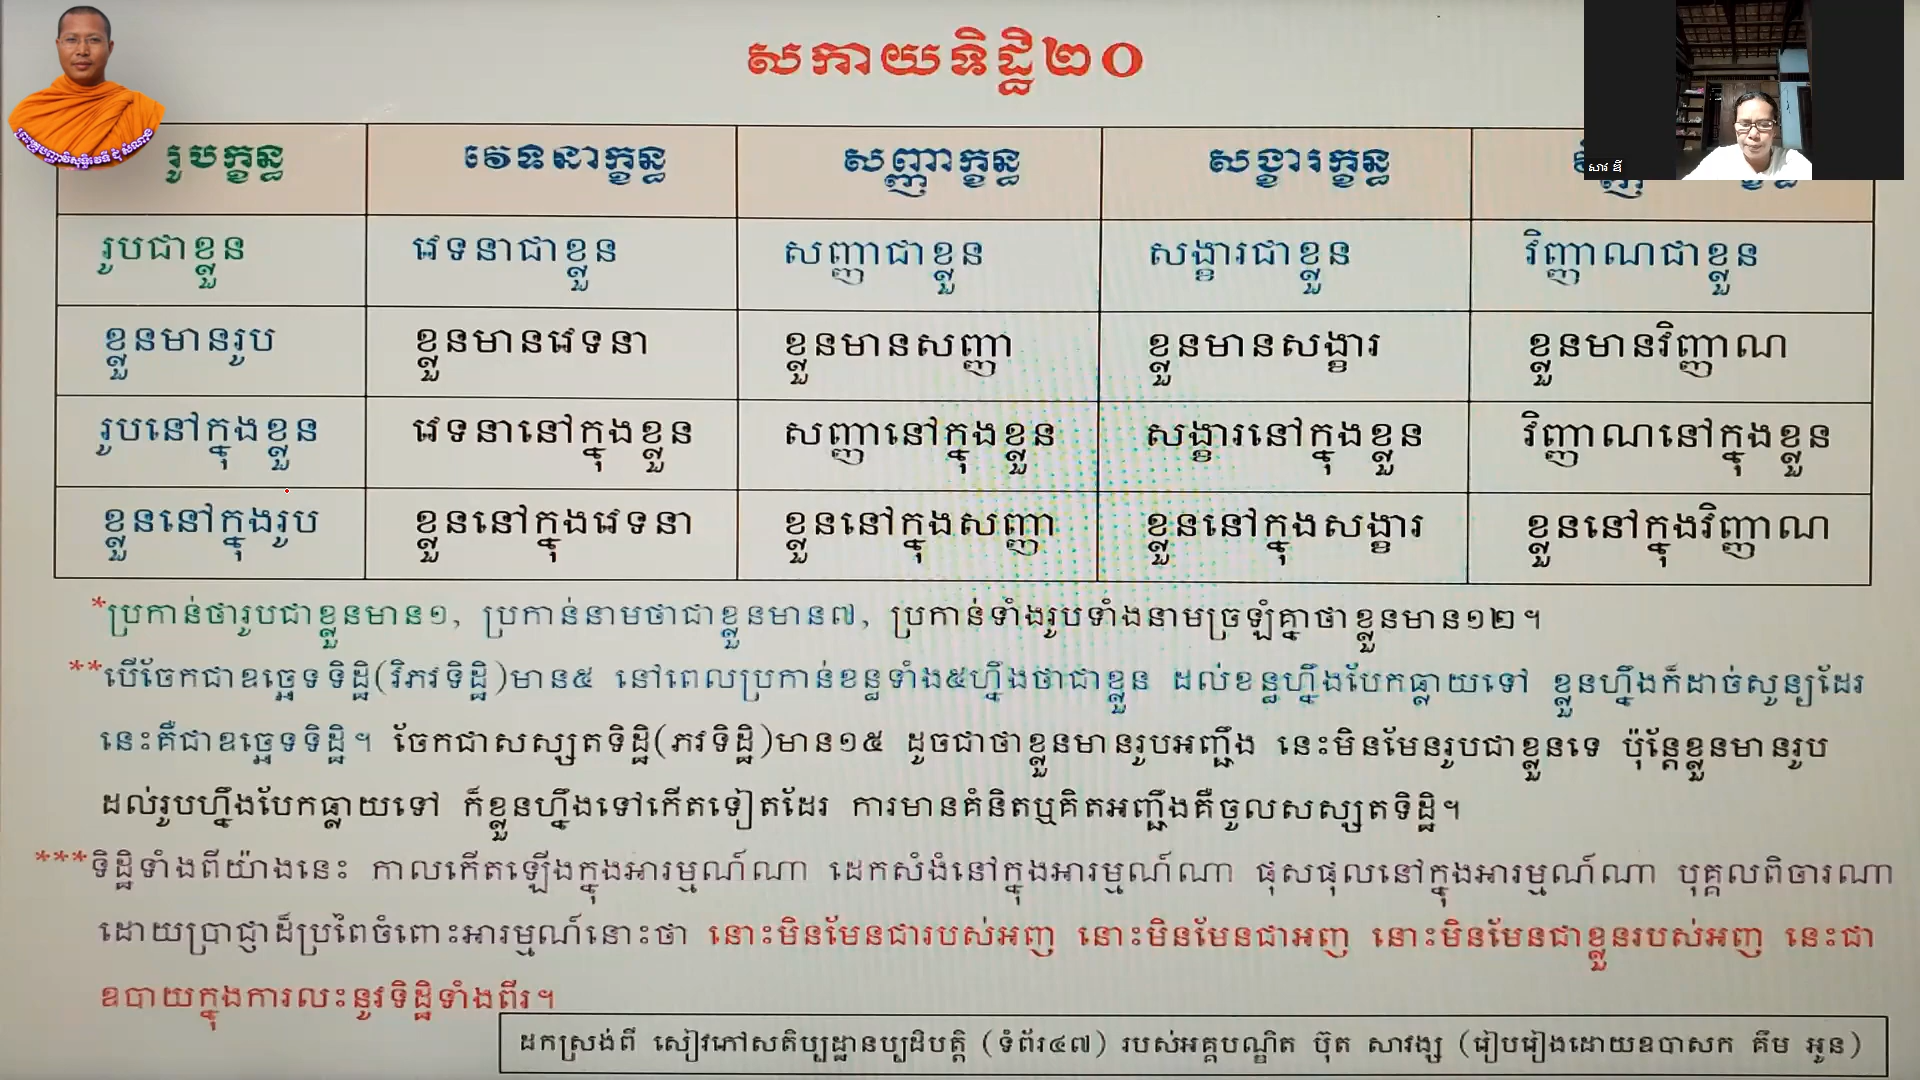 សកាយទិដ្ឋិ២០
ព្រះគ្រូបញ្ញាវិសុទ្ធិវេទី ជុំ សំណាង
សាវ ឌី
រូបក្ខន្ធ វេទនាក្ខន្ធ សញ្ញាក្ខន្ធ សង្ខារក្ខន្ធ
រូបជាខ្លួន វេទនាជាខ្លួន សញ្ញាជាខ្លួន សង្ខារជាខ្លួន វិញ្ញាណជាខ្លួន
ខ្លួនមានរូប ខ្លួនមានវេទនា ខ្លួនមានសញ្ញា ខ្លួនមានសង្ខារ ខ្លួនមានវិញ្ញាណ
រូបនៅក្នុងខ្លួន វេទនានៅក្នុងខ្លួន សញ្ញានៅក្នុងខ្លួន សង្ខារនៅក្នុងខ្លួន វិញ្ញាណនៅក្នុងខ្លួន
ខ្លួននៅក្នុងរូប ខ្លួននៅក្នុងវេទនា ខ្លួននៅក្នុងសញ្ញា ខ្លួននៅក្នុងសង្ខារ ខ្លួននៅក្នុងវិញ្ញាណ
*ប្រកាន់ថារូបជាខ្លួនមាន១, ប្រកាន់នាមថាជាខ្លួនមាន៧, ប្រកាន់ទាំងរូបទាំងនាមច្រឡំគ្នាថាខ្លួនមាន១២។
**បើចែកជាឧច្ឆេទទិដ្ឋិ(វិភវទិដ្ឋិ)មាន៥ នៅពេលប្រកាន់ខន្ធទាំង៥ហ្នឹងថាជាខ្លួន ដល់ខន្ធហ្នឹងបែកធ្លាយទៅ ខ្លួនហ្នឹងក៏ដាច់សូន្យដែរ
នេះគឺជាឧច្ឆេទទិដ្ឋិ។ ចែកជាសស្សតទិដ្ឋិ(ភវទិដ្ឋិ)មាន១៥ ដូចជាថាខ្លួនមានរូបអញ្ចឹង នេះមិនមែនរូបជាខ្លួនទេ ប៉ុន្តែខ្លួនមានរូប
ដល់រូបហ្នឹងបែកធ្លាយទៅ ក៏ខ្លួនហ្នឹងទៅកើតទៀតដែរ ការមានគំនិតឬគិតអញ្ចឹងគឺចូលសស្សតទិដ្ឋិ។
***ទិដ្ឋិទាំងពីយ៉ាងនេះ កាលកើតឡើងក្នុងអារម្មណ៍ណា ដេកសំងំនៅក្នុងអារម្មណ៍ណា ផុសផុលនៅក្នុងអារម្មណ៍ណា បុគ្គលពិចារណា
ដោយប្រាជ្ញាដ៏ប្រពៃចំពោះអារម្មណ៍នោះថា នោះមិនមែនជារបស់អញ នោះមិនមែនជាអញ នោះមិនមែនជាខ្លួនរបស់អញ នេះជា
ឧបាយក្នុងការលះនូវទិដ្ឋិទាំងពីរ។
ដកស្រង់ពី សៀវភៅសតិប្បដ្ឋានប្បដិបត្តិ (ទំព័រ៤៧) របស់អគ្គបណ្ឌិត ប៊ុត សាវង្ស (រៀបរៀងដោយឧបាសក គឹម អូន)